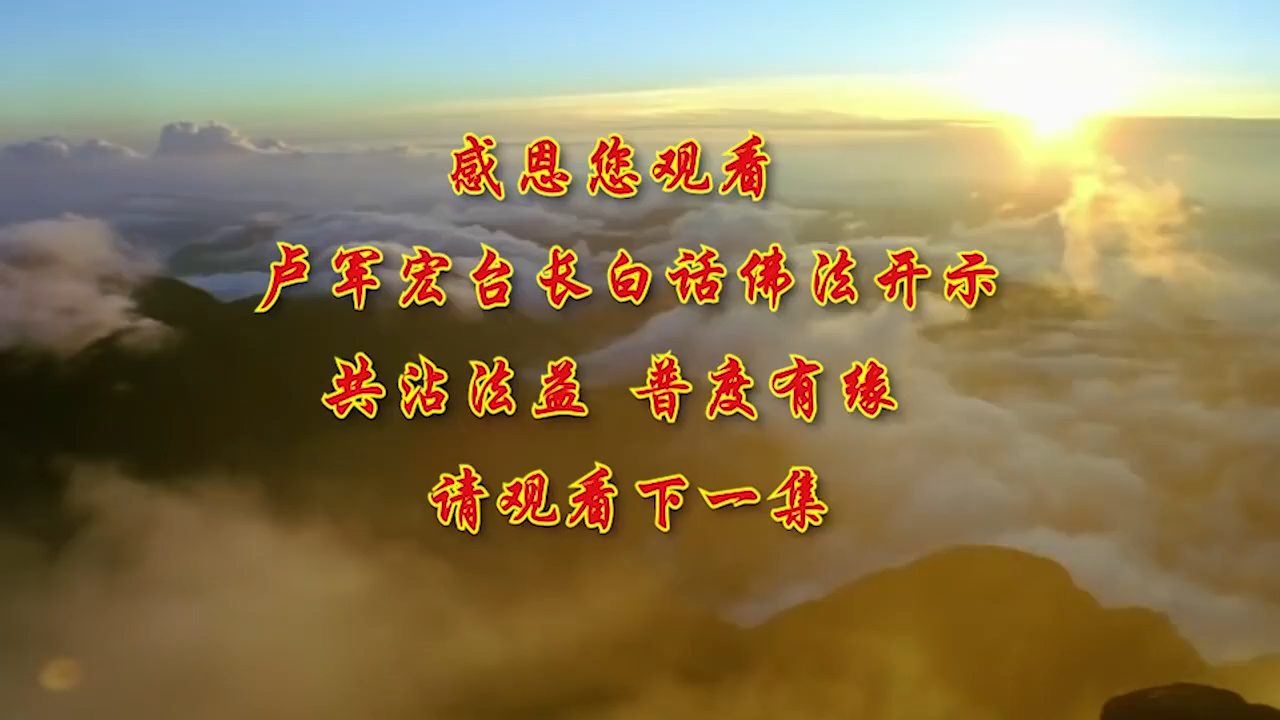 感恩您观看
卢军宏台长白话佛法开示
共沾法益 普度有缘
请观看下一集